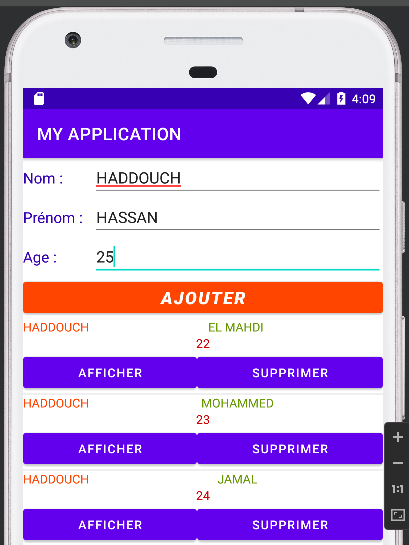 4:09
MY APPLICATION
Nom : HADDOUCH
Prénom : HASSAN
Age : 25
AJOUTER
HADDOUCH EL MAHDI
22
AFFICHER SUPPRIMER
HADDOUCH MOHAMMED
23
AFFICHER SUPPRIMER
HADDOUCH JAMAL
24
AFFICHER SUPPRIMER
1:1